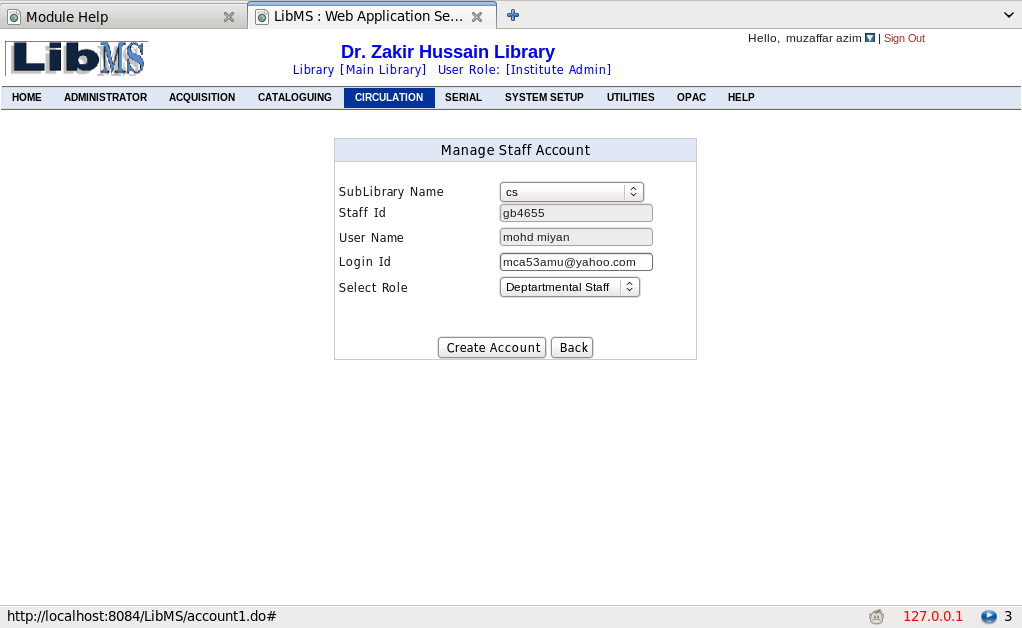 Module Help
LibMS : Web Application Se...
LibMS
Dr. Zakir Hussain Library
Library [Main Library] User Role: [Institute Admin]
Hello, muzaffar azim | Sign Out
HOME ADMINISTRATOR ACQUISITION CATALOGUING CIRCULATION SERIAL SYSTEM SETUP UTILITIES OPAC HELP
Manage Staff Account
SubLibrary Name cs
Staff Id gb4655
User Name mohd miyan
Login Id mca53amu@yahoo.com
Select Role Deptartmental Staff
Create Account Back
http://localhost:8084/LibMS/account1.do# 127.0.0.1 3